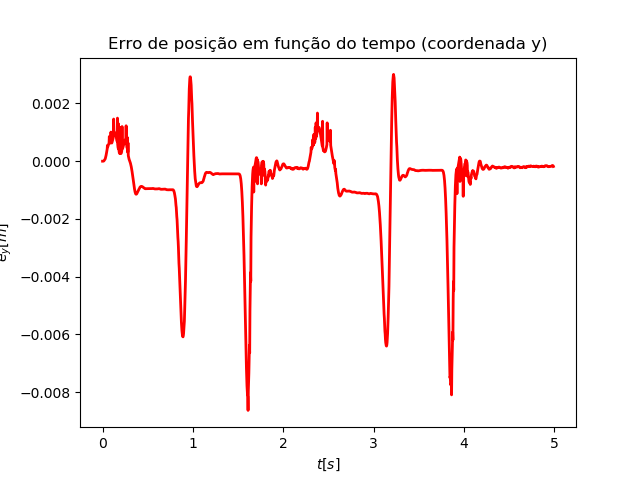 Erro de posição em função do tempo (coordenada y)
0.002
0.000
−0.002
−0.004
−0.006
−0.008
e_y[m]
0 1 2 3 4 5
t[s]